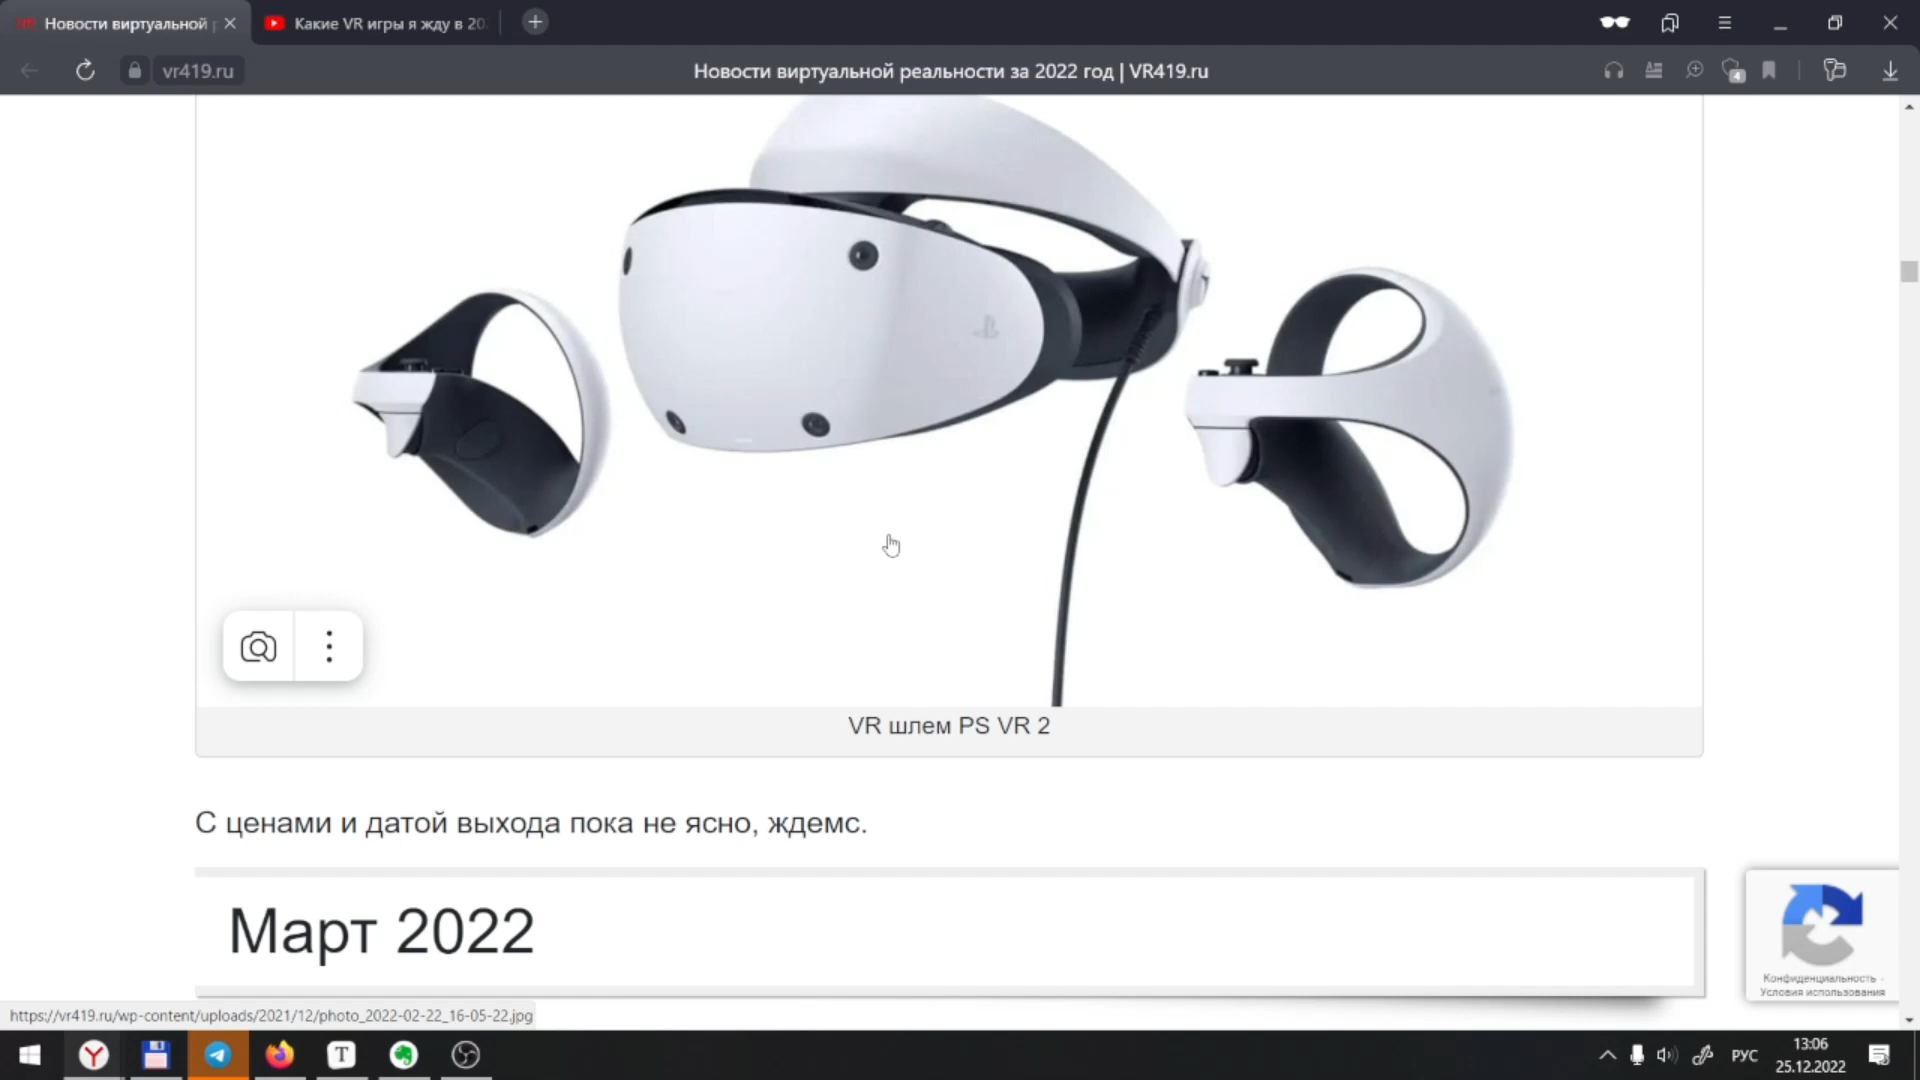 Новости виртуальной р
Какие VR игры я жду в 20
vr419.ru
Новости виртуальной реальности за 2022 год | VR419.ru
4
VR шлем PS VR 2
С ценами и датой выхода пока не ясно, ждемс.
Март 2022
Конфиденциальность -
Условия использования
https://vr419.ru/wp-content/uploads/2021/12/photo_2022-02-22_16-05-22.jpg
РУС
13:06
25.12.2022